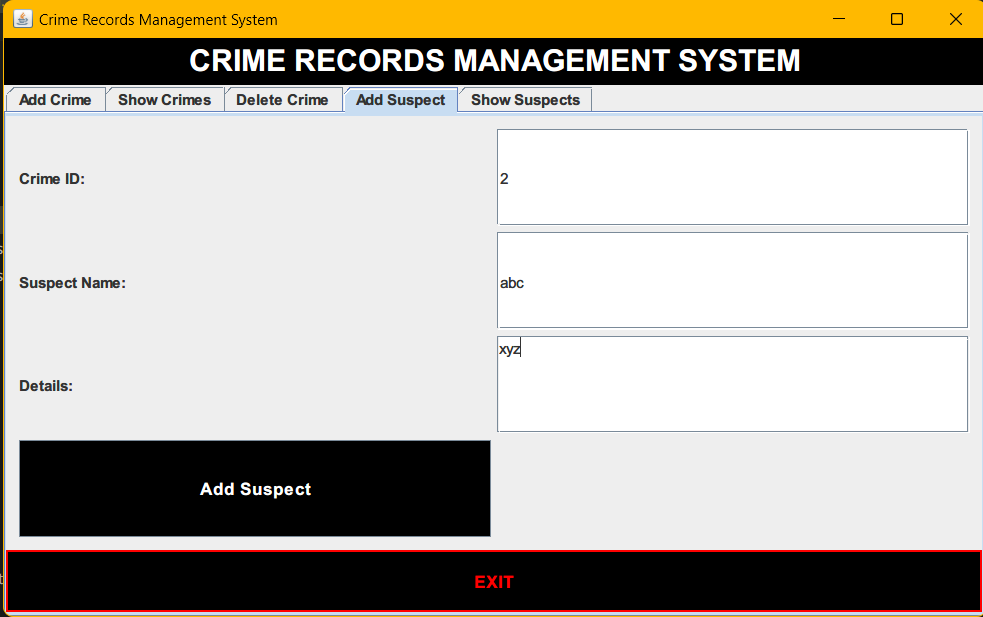 Crime Records Management System
CRIME RECORDS MANAGEMENT SYSTEM
Add Crime Show Crimes Delete Crime Add Suspect Show Suspects
Crime ID: 2
Suspect Name: abc
Details: xyz
Add Suspect
EXIT